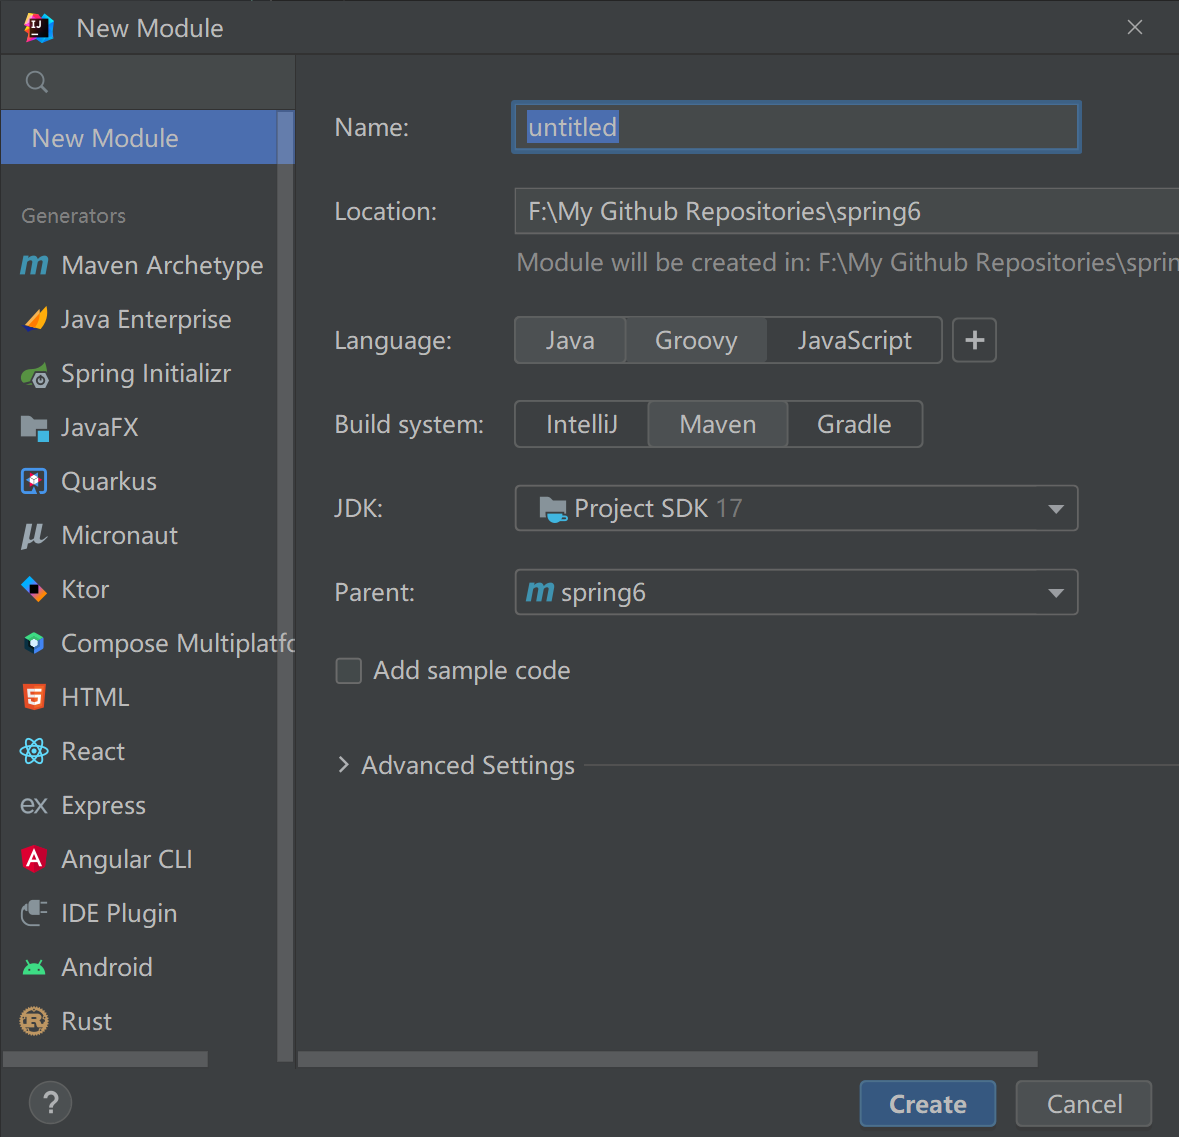 New Module
New Module
Generators
Maven Archetype
Java Enterprise
Spring Initializr
JavaFX
Quarkus
Micronaut
Ktor
Compose Multiplatfo
HTML
React
ex Express
Angular CLI
IDE Plugin
Android
Rust
Name: untitled
Location: F:\My Github Repositories\spring6
Module will be created in: F:\My Github Repositories\sprin
Language: Java Groovy JavaScript +
Build system: IntelliJ Maven Gradle
JDK: Project SDK 17
Parent: m spring6
Add sample code
Advanced Settings
? Create Cancel